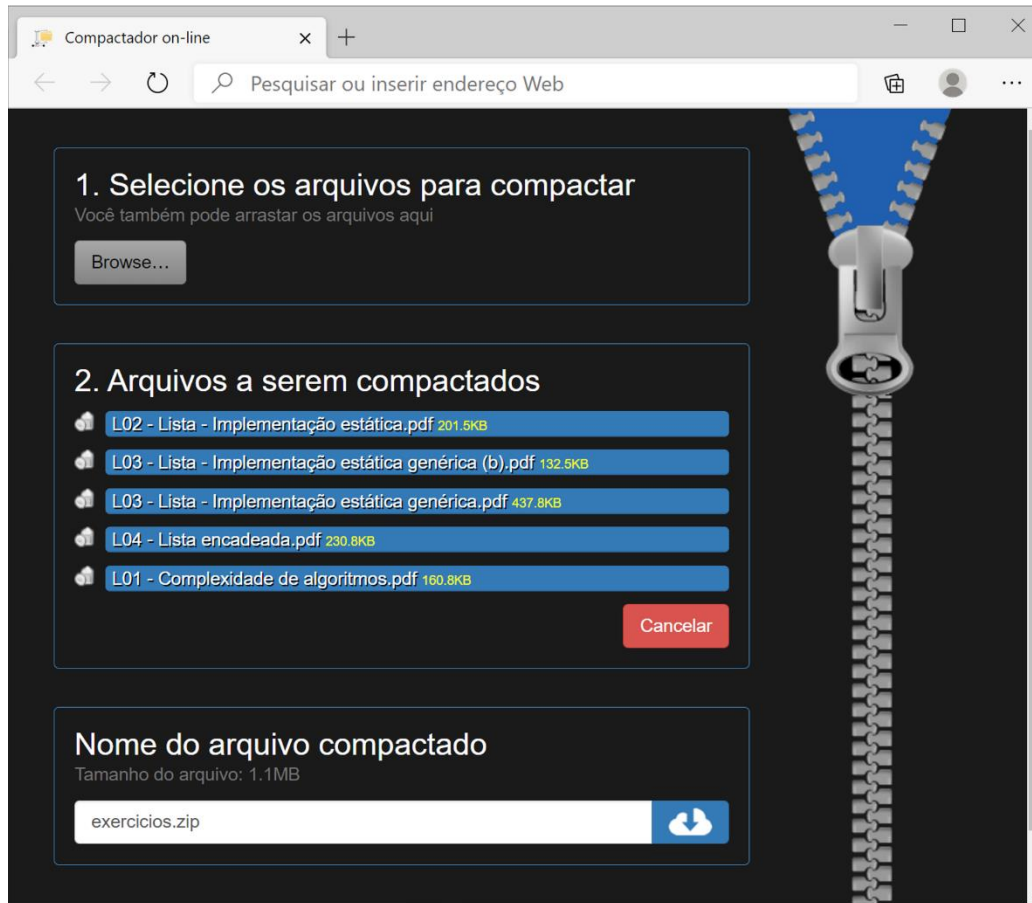 Compactador on-line
Pesquisar ou inserir endereço Web
1. Selecione os arquivos para compactar
Você também pode arrastar os arquivos aqui
Browse...
2. Arquivos a serem compactados
L02 - Lista - Implementação estática.pdf 201.5KB
L03 - Lista - Implementação estática genérica (b).pdf 132.5KB
L03 - Lista - Implementação estática genérica.pdf 437.8KB
L04 - Lista encadeada.pdf 230.8KB
L01 - Complexidade de algoritmos.pdf 160.8KB
Cancelar
Nome do arquivo compactado
Tamanho do arquivo: 1.1MB
exercicios.zip